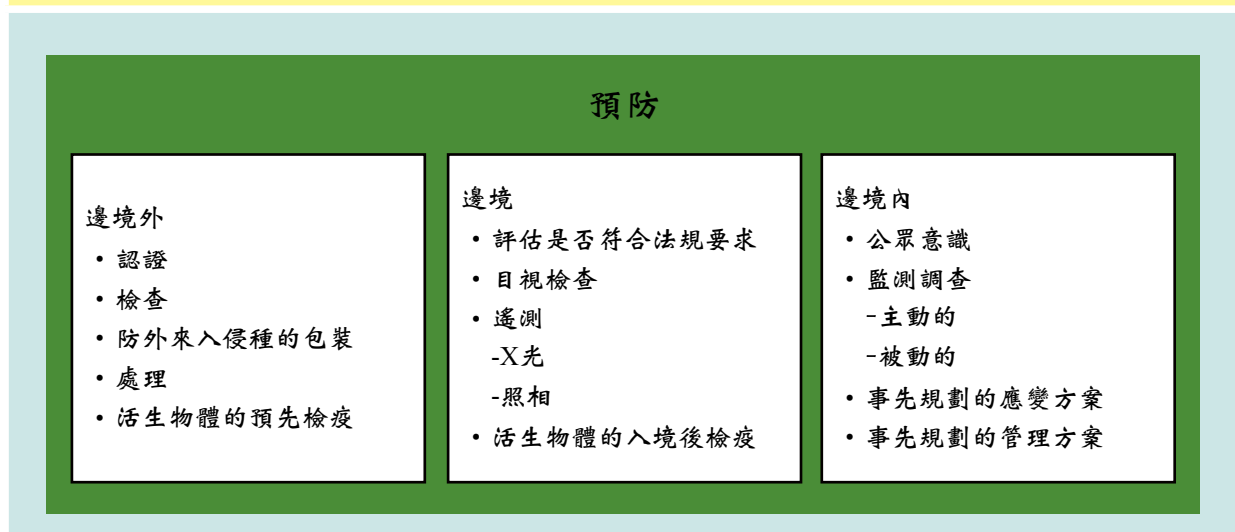 預防
邊境外
•認證
•檢查
•防外來入侵種的包裝
•處理
•活生物體的預先檢疫
邊境
•評估是否符合法規要求
•目視檢查
•遙測
-X光
-照相
•活生物體的入境後檢疫
邊境內
•公眾意識
•監測調查
-主動的
-被動的
•事先規劃的應變方案
•事先規劃的管理方案